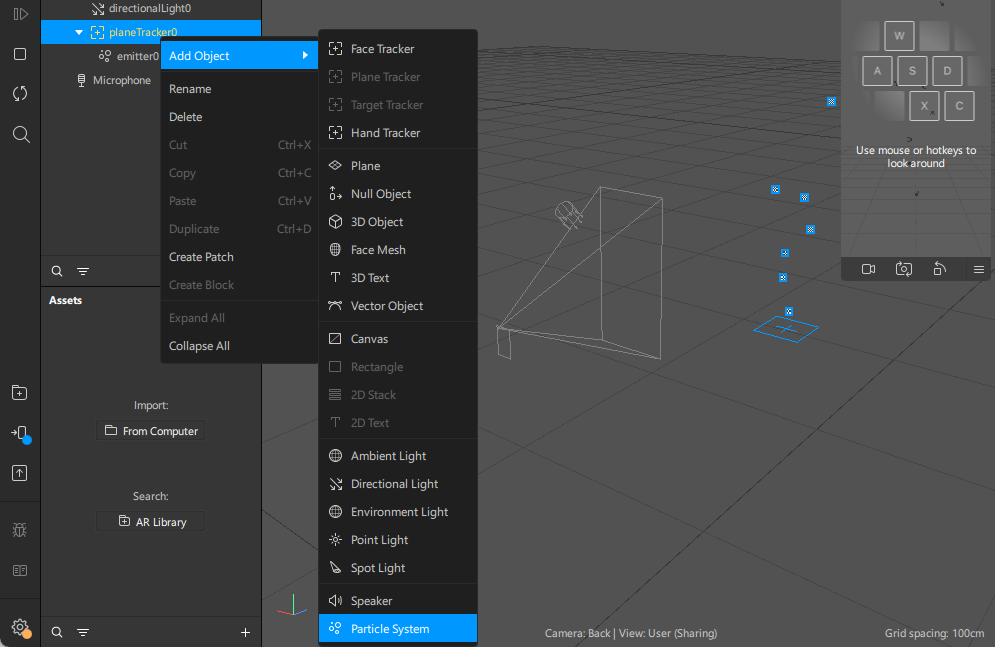 directionalLight0
planeTracker0
emitter0
Microphone
Add Object
Rename
Delete
Cut Ctrl+X
Copy Ctrl+C
Paste Ctrl+V
Duplicate Ctrl+D
Create Patch
Create Block
Expand All
Collapse All
Face Tracker
Plane Tracker
Target Tracker
Hand Tracker
Plane
Null Object
3D Object
Face Mesh
3D Text
Vector Object
Canvas
Rectangle
2D Stack
2D Text
Ambient Light
Directional Light
Environment Light
Point Light
Spot Light
Speaker
Particle System
Assets
Import:
From Computer
Search:
AR Library
W
A S D
X C
Use mouse or hotkeys to
look around
Camera: Back | View: User (Sharing)
Grid spacing: 100cm